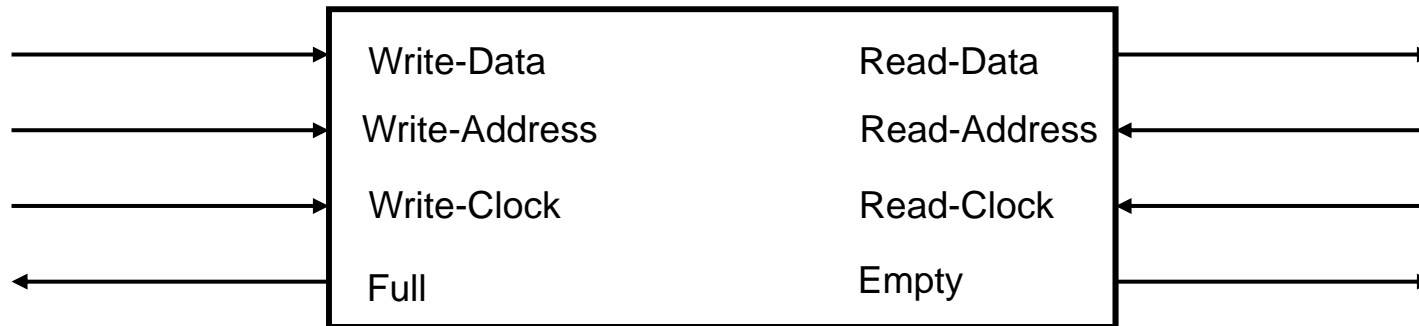 Write-Data
Read-Data
Write-Address
Read-Address
Write-Clock
Read-Clock
Full
Empty